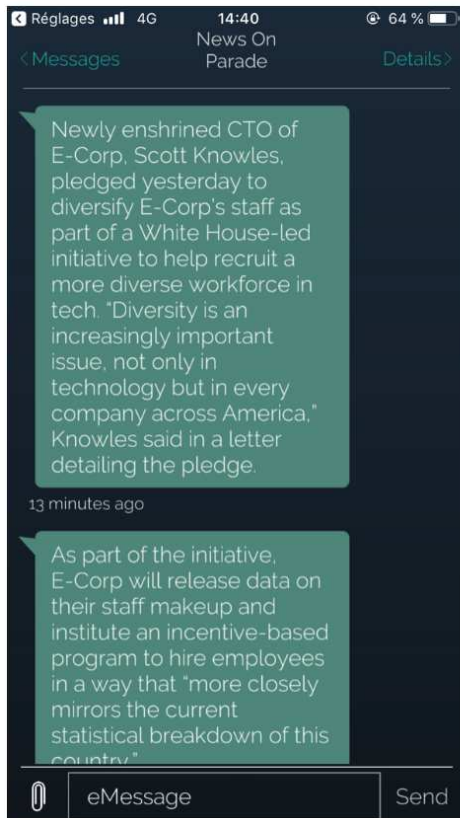 Réglages 4G 14:40 64 %
News On
<Messages Parade Details>
Newly enshrined CTO of
E-Corp, Scott Knowles,
pledged yesterday to
diversify E-Corp's staff as
part of a White House-led
initiative to help recruit a
more diverse workforce in
tech. “Diversity is an
increasingly important
issue, not only in
technology but in every
company across America,”
Knowles said in a letter
detailing the pledge.
13 minutes ago
As part of the initiative,
E-Corp will release data on
their staff makeup and
institute an incentive-based
program to hire employees
in a way that “more closely
mirrors the current
statistical breakdown of this
country.”
eMessage Send